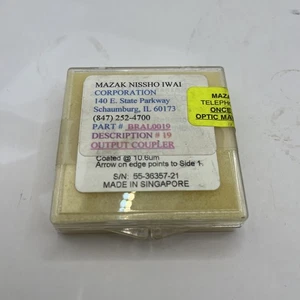 MAZAK NISSHO IWAI
CORPORATION
140 E. State Parkway
Schaumburg, IL 60173
(847) 252-4700
PART # BRAL0019
DESCRIPTION # 19
OUTPUT COUPLER
Coated @ 10.6um
Arrow on edge points to Side 1.
S/N: 55-36357-21
MADE IN SINGAPORE
MAZA
TELEPH
ONCE
OPTIC MA